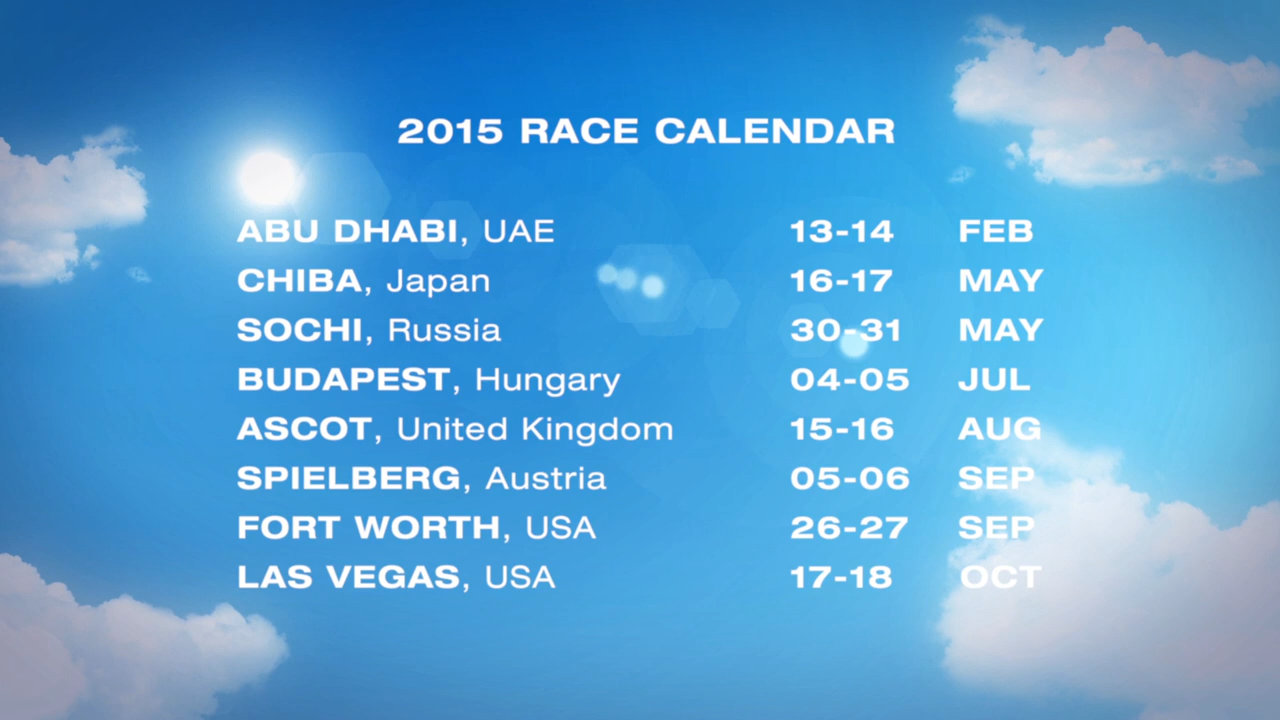 2015 RACE CALENDAR
ABU DHABI, UAE 13-14 FEB
CHIBA, Japan 16-17 MAY
SOCHI, Russia 30-31 MAY
BUDAPEST, Hungary 04-05 JUL
ASCOT, United Kingdom 15-16 AUG
SPIELBERG, Austria 05-06 SEP
FORT WORTH, USA 26-27 SEP
LAS VEGAS, USA 17-18 OCT